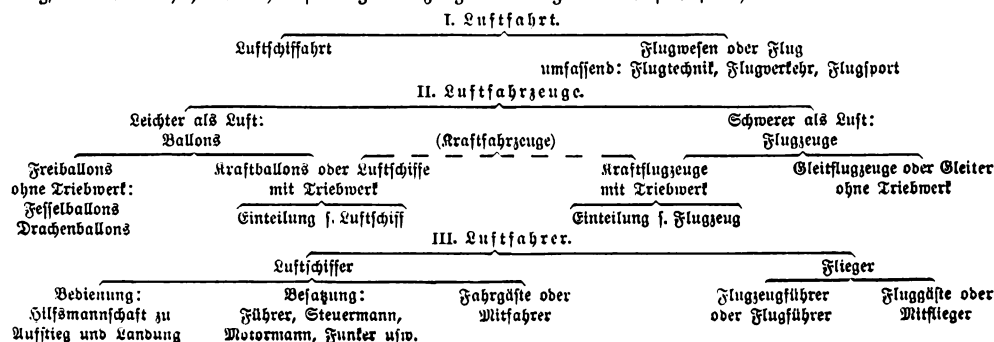 I. Luftfahrt.
Luftschiffahrt Flugwesen oder Flug
umfassend: Flugtechnik, Flugverkehr, Flugsport
II. Luftfahrzeuge.
Leichter als Luft: Schwerer als Luft:
Ballons (Kraftfahrzeuge) Flugzeuge
Freiballons Kraftballons oder Luftschiffe Kraftflugzeuge Gleitflugzeuge oder Gleiter
ohne Triebwerk: mit Triebwerk mit Triebwerk ohne Triebwerk
Fesselballons Einteilung s. Luftschiff Einteilung s. Flugzeug
Drachenballons
III. Luftfahrer.
Luftschiffer Flieger
Bedienung: Besatzung: Fahrgäste oder Flugzeugführer Fluggäste oder
Hilfsmannschaft zu Führer, Steuermann, Mitfahrer oder Flugführer Mitflieger
Aufstieg und Landung Motormann, Funker usw.